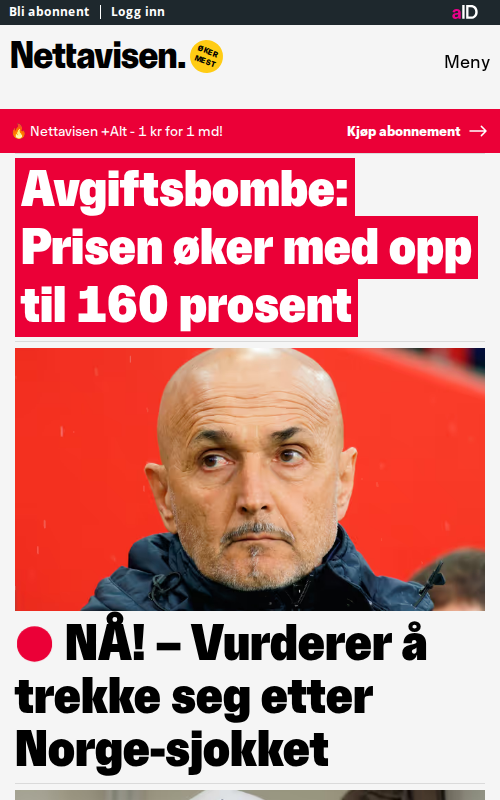 Bli abonnent | Logg inn
aID
Nettavisen.
ØKER
MEST
Meny
🔥 Nettavisen +Alt - 1 kr for 1 md!
Kjøp abonnement →
Avgiftsbombe:
Prisen øker med opp
til 160 prosent
NÅ! – Vurderer å
trekke seg etter
Norge-sjokket